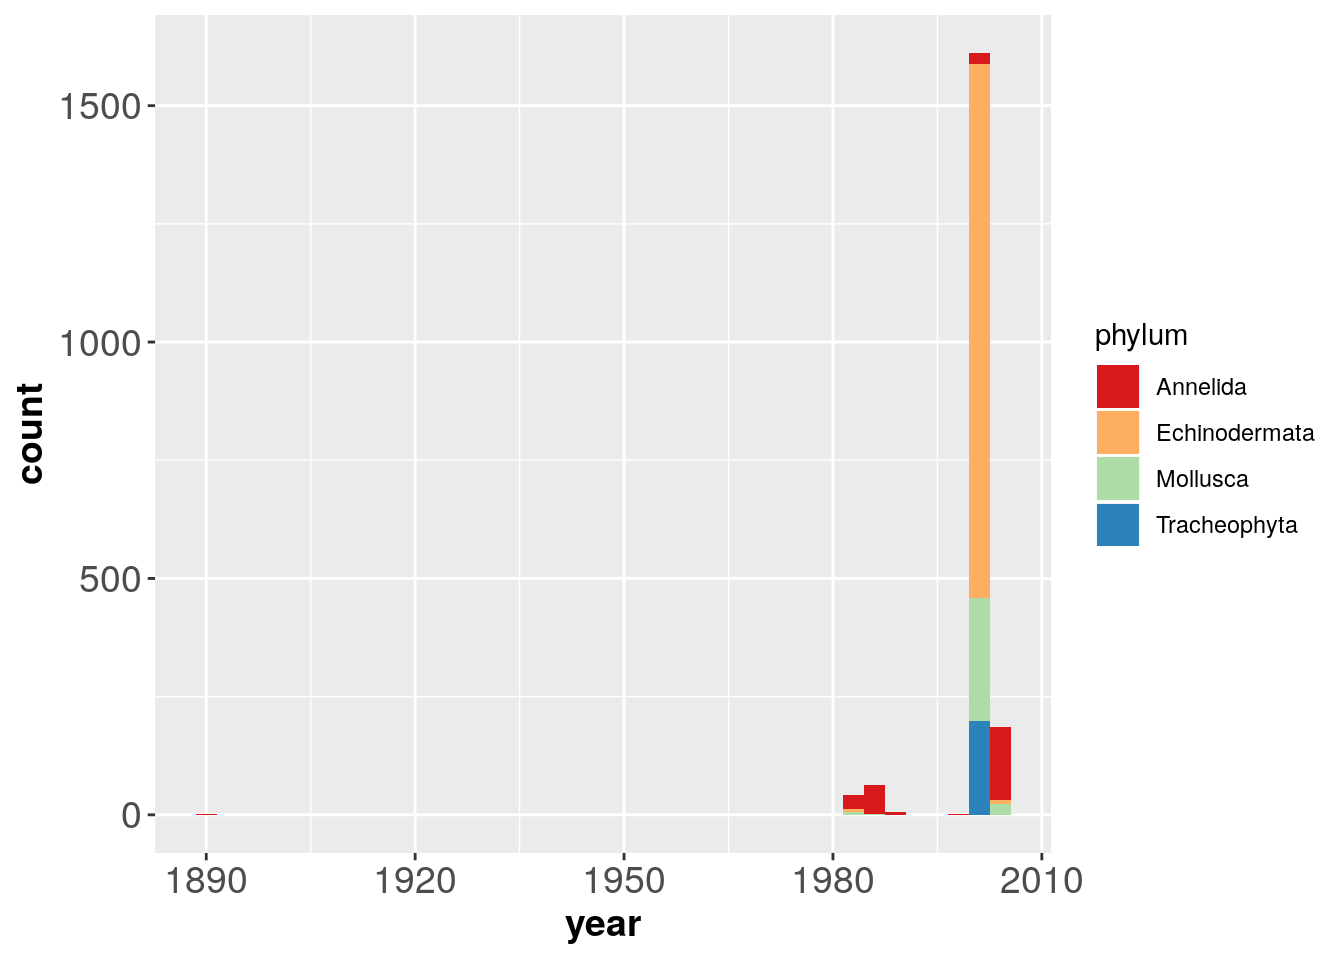 1500
1000
500
0
count
1890 1920 1950 1980 2010
year
phylum
Annelida
Echinodermata
Mollusca
Tracheophyta